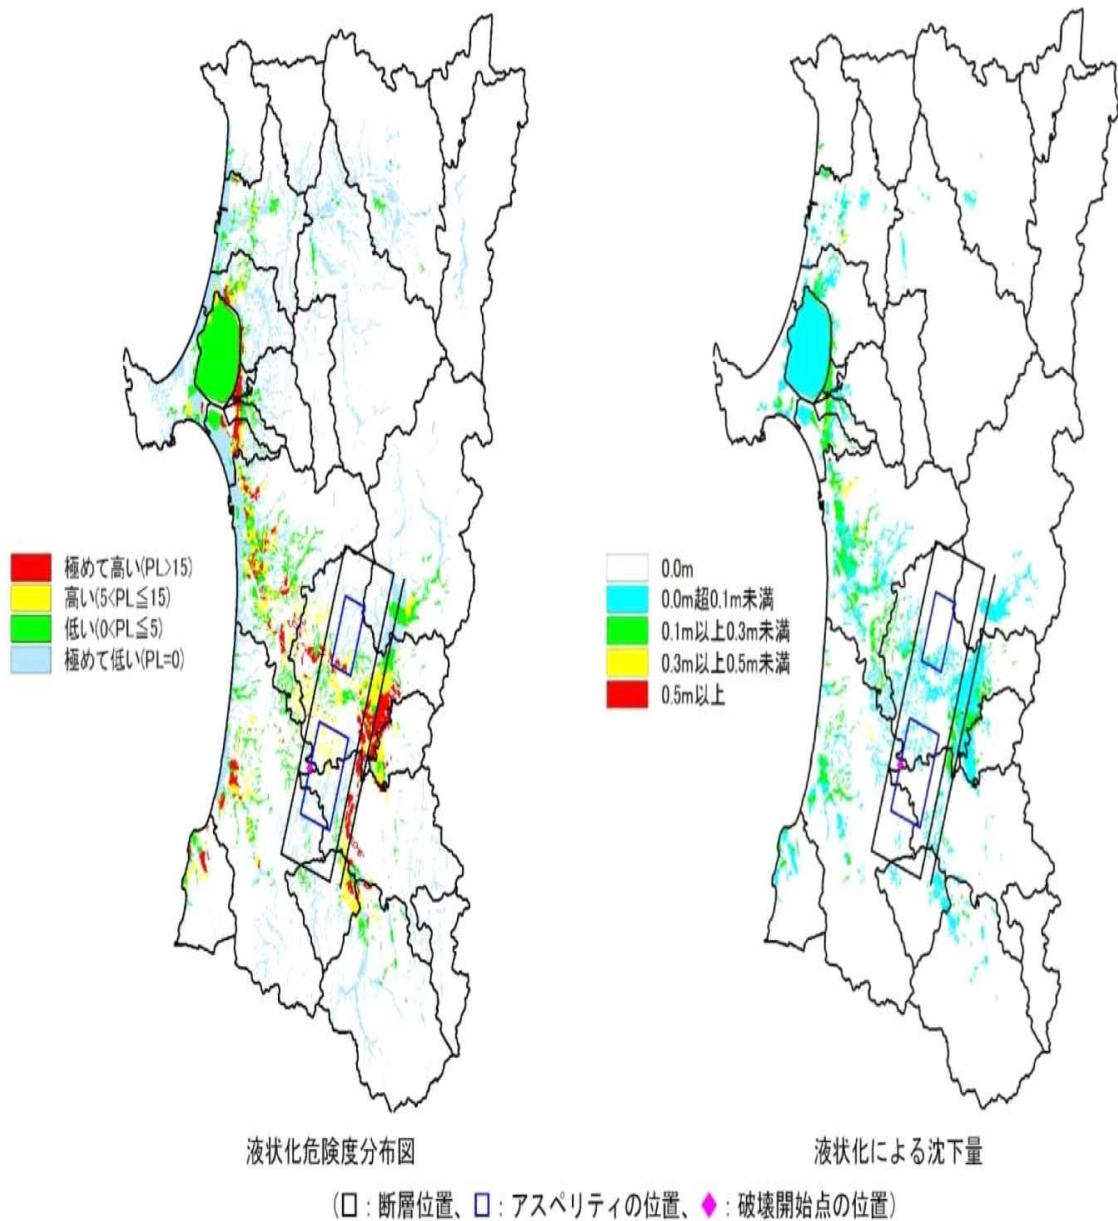 極めて高い(PL>15)
高い(5<PL≦15)
低い(0<PL≦5)
極めて低い(PL=0)
0.0m
0.0m超0.1m未満
0.1m以上0.3m未満
0.3m以上0.5m未満
0.5m以上
液状化危険度分布図
液状化による沈下量
(□：断層位置、□：アスペリティの位置、◆：破壊開始点の位置)